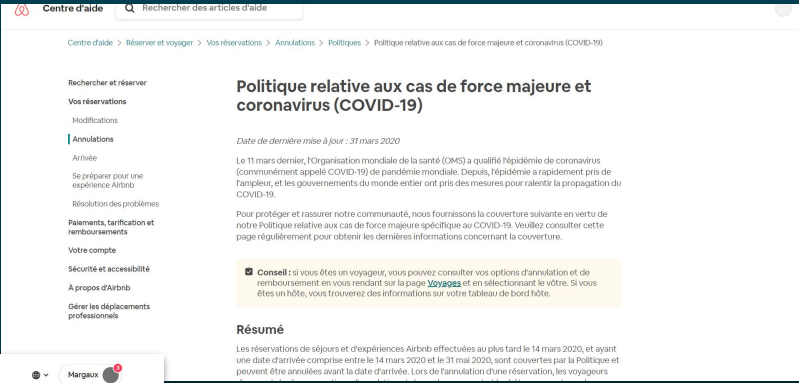 Centre d'aide
Rechercher des articles d'aide
Centre d'aide > Réserver et voyager > Vos réservations > Annulations > Politiques > Politique relative aux cas de force majeure et coronavirus (COVID-19)
Rechercher et réserver
Vos réservations
Modifications
Annulations
Arrivée
Se préparer pour une
expérience Airbnb
Résolution des problèmes
Paiements, tarification et
remboursements
Votre compte
Sécurité et accessibilité
À propos d'Airbnb
Gérer les déplacements
professionnels
Politique relative aux cas de force majeure et
coronavirus (COVID-19)
Date de dernière mise à jour : 31 mars 2020
Le 11 mars dernier, l'Organisation mondiale de la santé (OMS) a qualifié l'épidémie de coronavirus
(communément appelé COVID-19) de pandémie mondiale. Depuis, l'épidémie a rapidement pris de
l'ampleur, et les gouvernements du monde entier ont pris des mesures pour ralentir la propagation du
COVID-19.
Pour protéger et rassurer notre communauté, nous fournissons la couverture suivante en vertu de
notre Politique relative aux cas de force majeure spécifique au COVID-19. Veuillez consulter cette
page régulièrement pour obtenir les dernières informations concernant la couverture.
Conseil : si vous êtes un voyageur, vous pouvez consulter vos options d'annulation et de
remboursement en vous rendant sur la page Voyages et en sélectionnant le vôtre. Si vous
êtes un hôte, vous trouverez des informations sur votre tableau de bord hôte.
Résumé
Les réservations de séjours et d'expériences Airbnb effectuées au plus tard le 14 mars 2020, et ayant
une date d'arrivée comprise entre le 14 mars 2020 et le 31 mai 2020, sont couvertes par la Politique et
peuvent être annulées avant la date d'arrivée. Lors de l'annulation d'une réservation, les voyageurs
Margaux
3